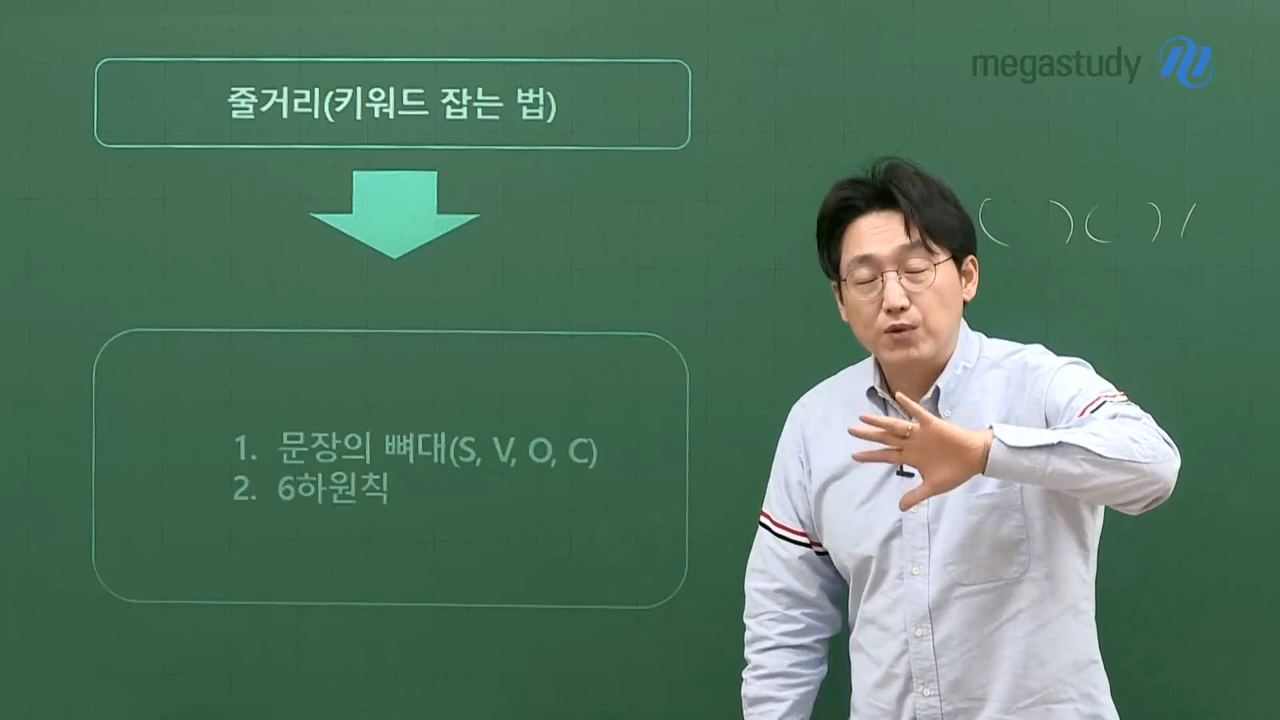 줄거리(키워드 잡는 법)
megastudy
1. 문장의 뼈대(S, V, O, C)
2. 6하원칙
( ) ( ) /